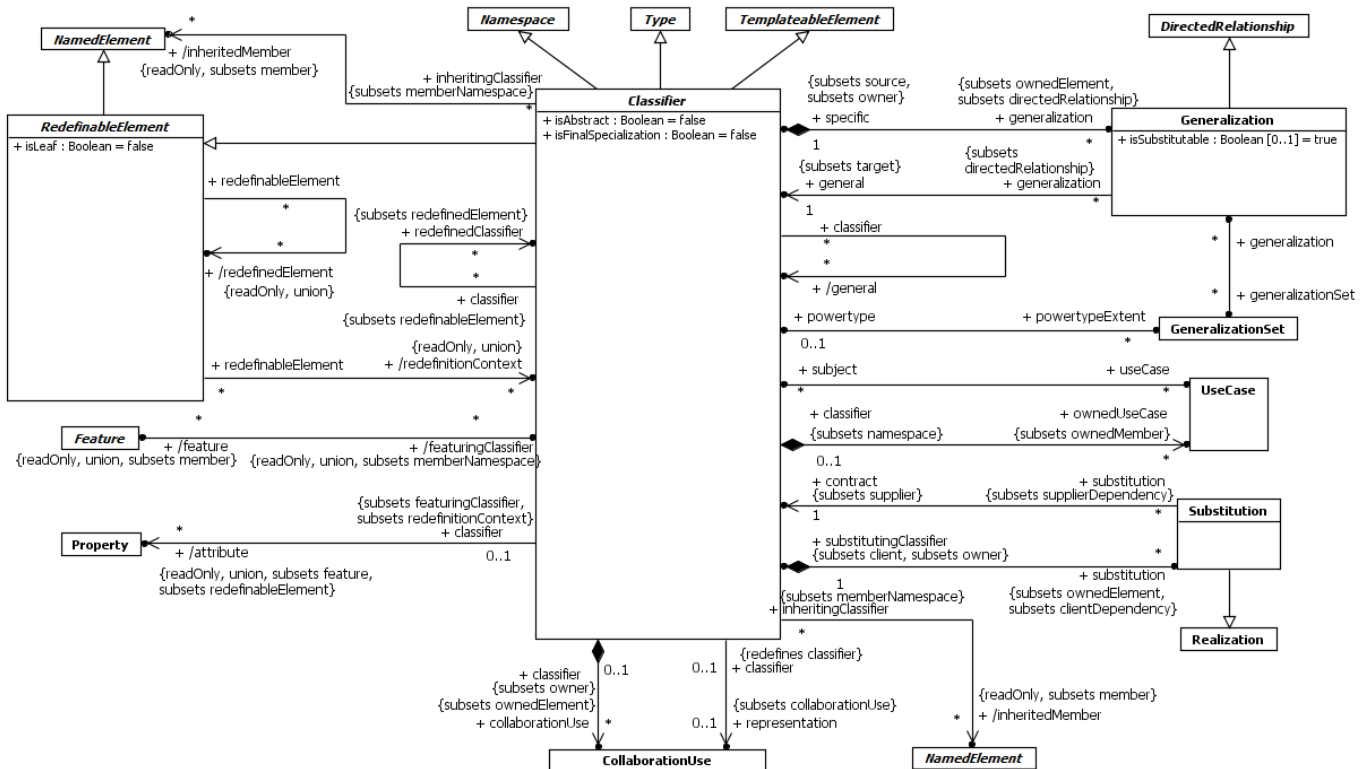 Namespace
Type
TemplateableElement
DirectedRelationship
NamedElement
*
+ /inheritedMember
{readOnly, subsets member}
+ inheritingClassifier
{subsets memberNamespace}
*
Classifier
+ isAbstract : Boolean = false
+ isFinalSpecialization : Boolean = false
RedefinableElement
+ isLeaf : Boolean = false
{subsets source,
subsets owner}
+ specific
1
{subsets ownedElement,
subsets directedRelationship}
+ generalization
*
Generalization
+ isSubstitutable : Boolean [0..1] = true
{subsets target}
+ general
1
{subsets
directedRelationship}
+ generalization
*
+ redefinableElement
*
*
+ /redefinedElement
{readOnly, union}
{subsets redefinedElement}
+ redefinedClassifier
*
*
+ classifier
{subsets redefinableElement}
+ classifier
*
*
+ /general
*
+ generalization
*
+ generalizationSet
GeneralizationSet
+ powertype
0..1
+ powertypeExtent
*
+ redefinableElement
*
{readOnly, union}
+ /redefinitionContext
*
+ subject
*
+ useCase
*
UseCase
+ classifier
{subsets namespace}
0..1
+ ownedUseCase
{subsets ownedMember}
*
Feature
*
+ /feature
{readOnly, union, subsets member}
*
+ /featuringClassifier
{readOnly, union, subsets memberNamespace}
+ contract
{subsets supplier}
1
+ substitution
{subsets supplierDependency}
*
Substitution
{subsets featuringClassifier,
subsets redefinitionContext}
+ classifier
0..1
Property
*
+ /attribute
{readOnly, union, subsets feature,
subsets redefinableElement}
+ substitutingClassifier
{subsets client, subsets owner}
1
*
+ substitution
{subsets ownedElement,
subsets clientDependency}
Realization
{subsets memberNamespace}
+ inheritingClassifier
*
{readOnly, subsets member}
+ /inheritedMember
*
NamedElement
0..1
+ classifier
{subsets owner}
{subsets ownedElement}
+ collaborationUse
*
{redefines classifier}
0..1
+ classifier
{subsets collaborationUse}
0..1
+ representation
CollaborationUse